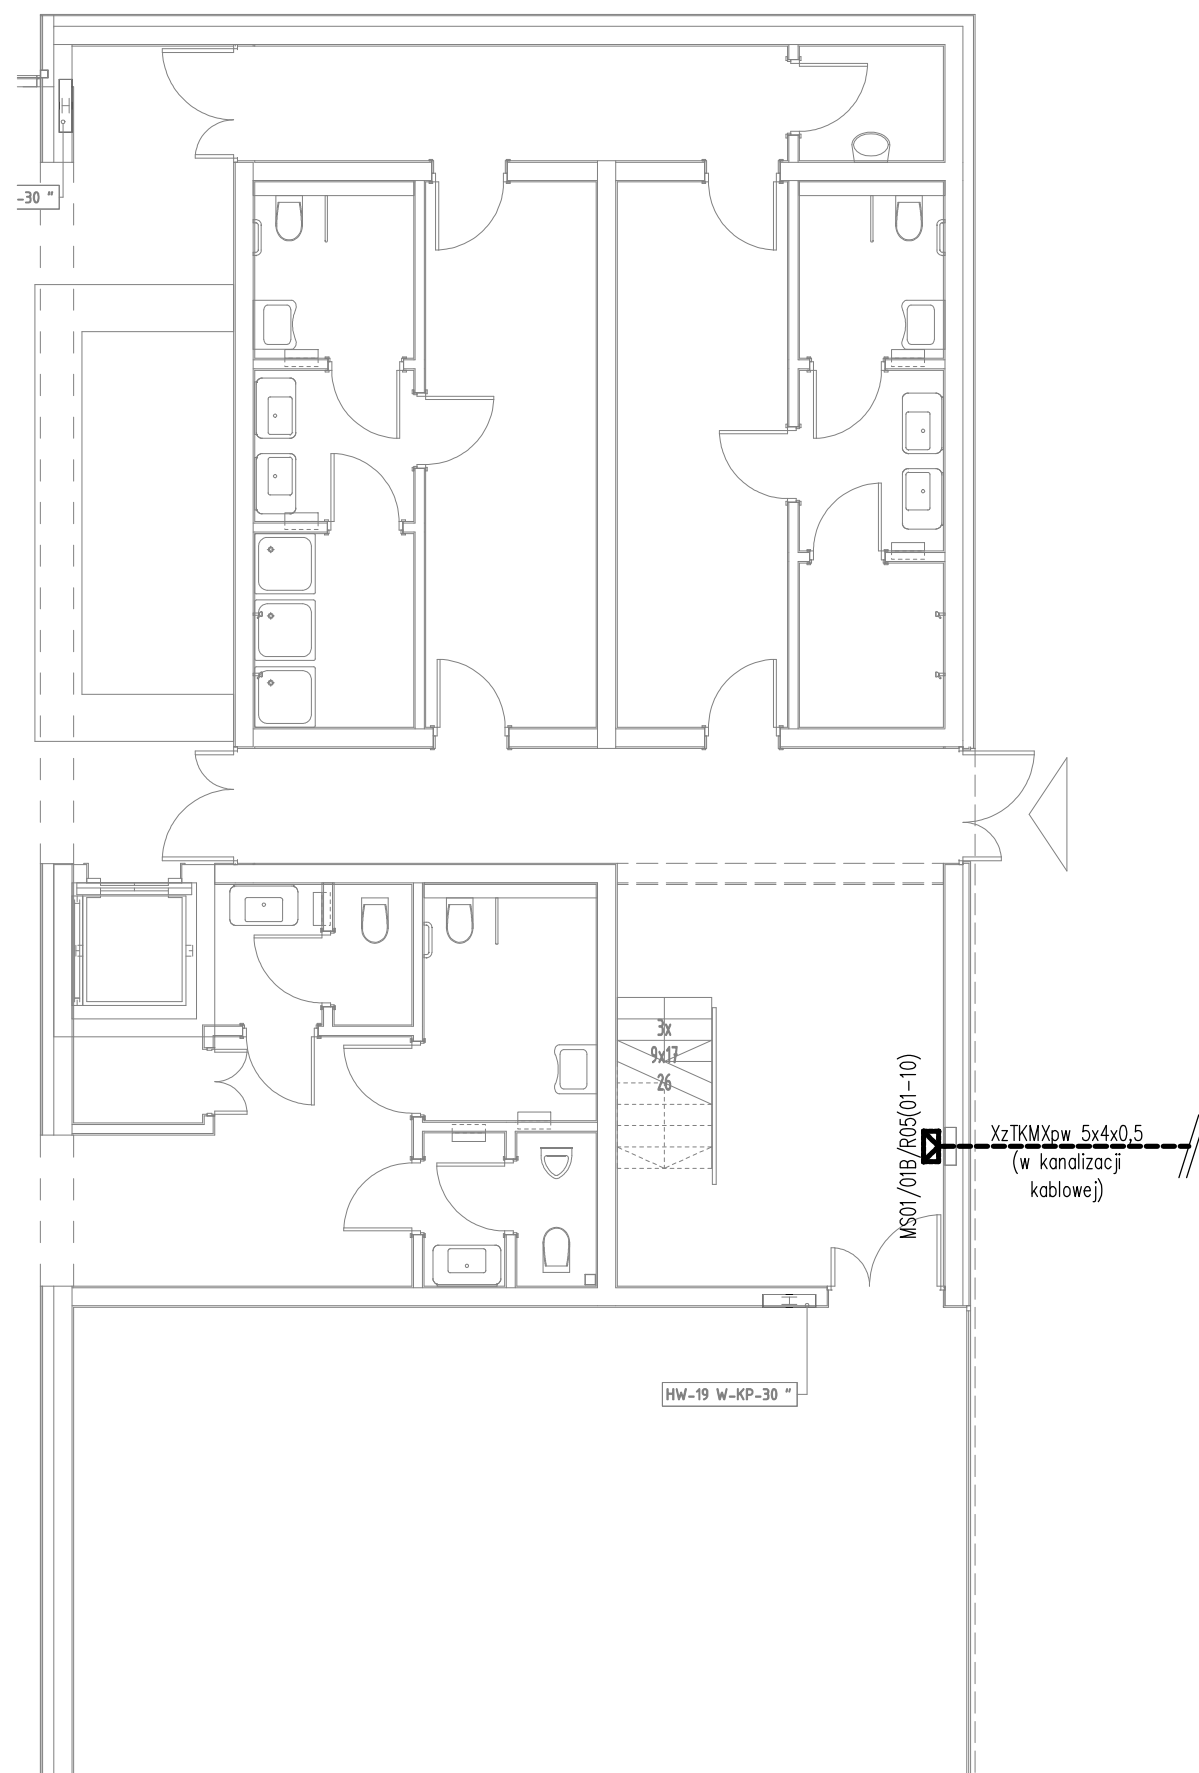 -30 "
3x
9x17
26
MS01/01B/R05(01-10)
XzTKMXpw 5x4x0,5
(w kanalizacji
kablowej)
HW-19 W-KP-30 "